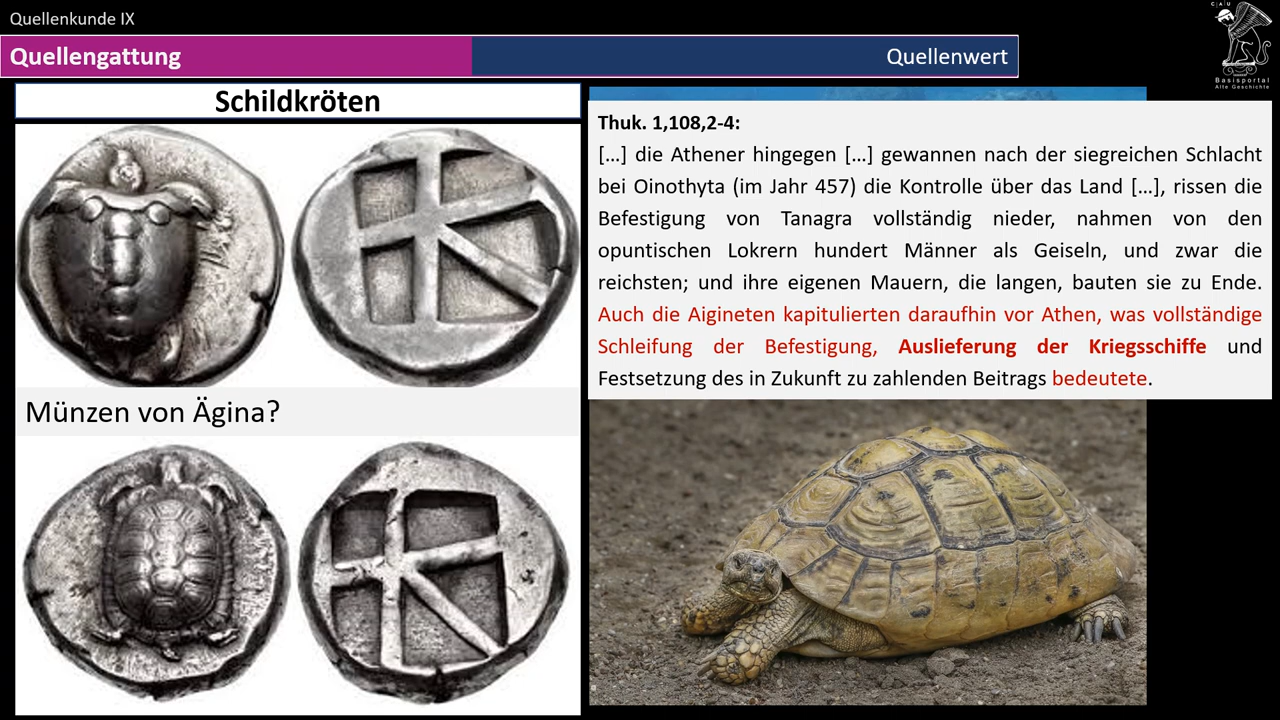 Quellenkunde IX
CAU
Quellengattung
Quellenwert
Basisportal
Alte Geschichte
Schildkröten
Münzen von Ägina?
Thuk. 1,108,2-4:
[…] die Athener hingegen […] gewannen nach der siegreichen Schlacht
bei Oinothyta (im Jahr 457) die Kontrolle über das Land […], rissen die
Befestigung von Tanagra vollständig nieder, nahmen von den
opuntischen Lokrern hundert Männer als Geiseln, und zwar die
reichsten; und ihre eigenen Mauern, die langen, bauten sie zu Ende.
Auch die Aigineten kapitulierten daraufhin vor Athen, was vollständige
Schleifung der Befestigung, Auslieferung der Kriegsschiffe und
Festsetzung des in Zukunft zu zahlenden Beitrags bedeutete.